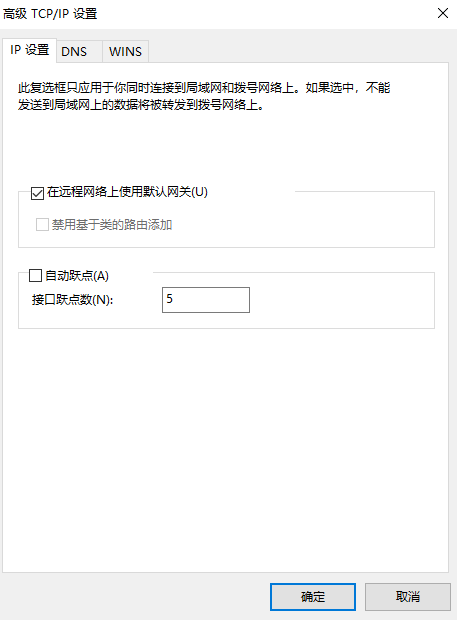 高级 TCP/IP 设置
IP 设置 DNS WINS
此复选框只应用于你同时连接到局域网和拨号网络上。如果选中，不能
发送到局域网上的数据将被转发到拨号网络上。
在远程网络上使用默认网关(U)
禁用基于类的路由添加
自动跃点(A)
接口跃点数(N): 5
确定 取消